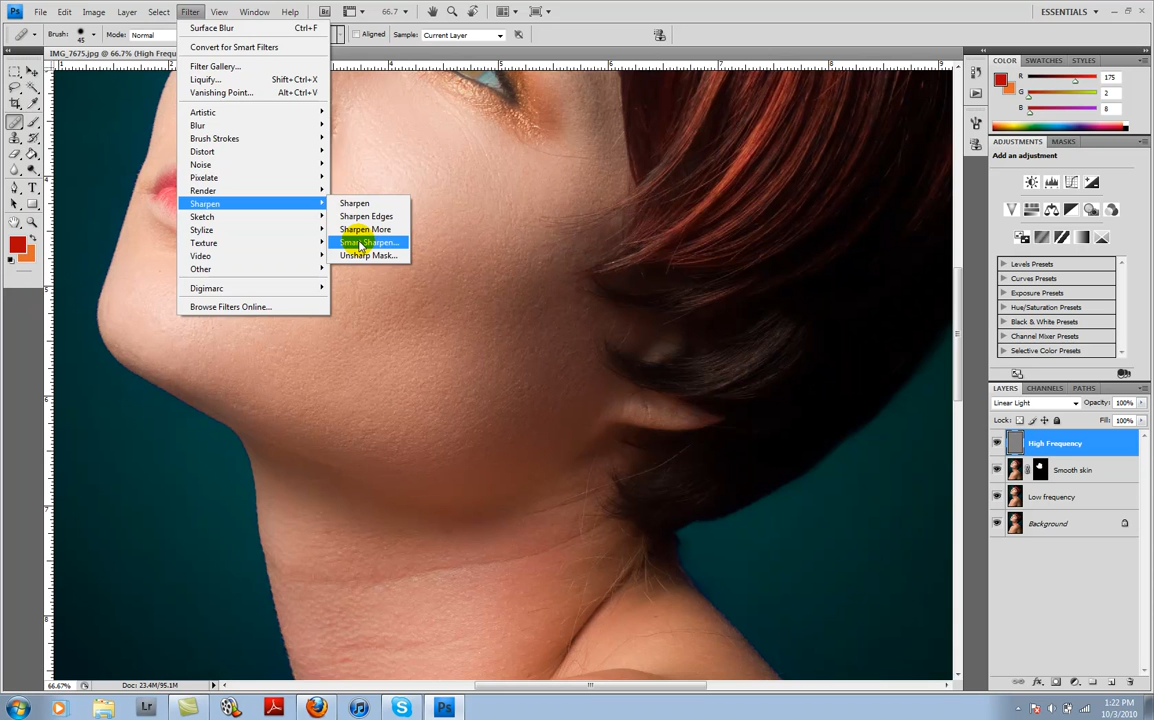 File Edit Image Layer Select Filter View Window Help 66.7 ESSENTIALS
Brush: 45 Mode: Normal Aligned Sample: Current Layer
IMG_7675.jpg @ 66.7% (High Frequ
Surface Blur Ctrl+F
Convert for Smart Filters
Filter Gallery...
Liquify... Shift+Ctrl+X
Vanishing Point... Alt+Ctrl+V
Artistic
Blur
Brush Strokes
Distort
Noise
Pixelate
Render
Sharpen
Sketch
Stylize
Texture
Video
Other
Digimarc
Browse Filters Online...
Sharpen
Sharpen Edges
Sharpen More
Smart Sharpen...
Unsharp Mask...
COLOR SWATCHES STYLES
R 175
G 2
B 8
ADJUSTMENTS MASKS
Add an adjustment
Levels Presets
Curves Presets
Exposure Presets
Hue/Saturation Presets
Black & White Presets
Channel Mixer Presets
Selective Color Presets
LAYERS CHANNELS PATHS
Linear Light Opacity: 100%
Lock: Fill: 100%
High Frequency
Smooth skin
Low frequency
Background
66.67% Doc: 23.4M/95.1M
1:22 PM
10/3/2010